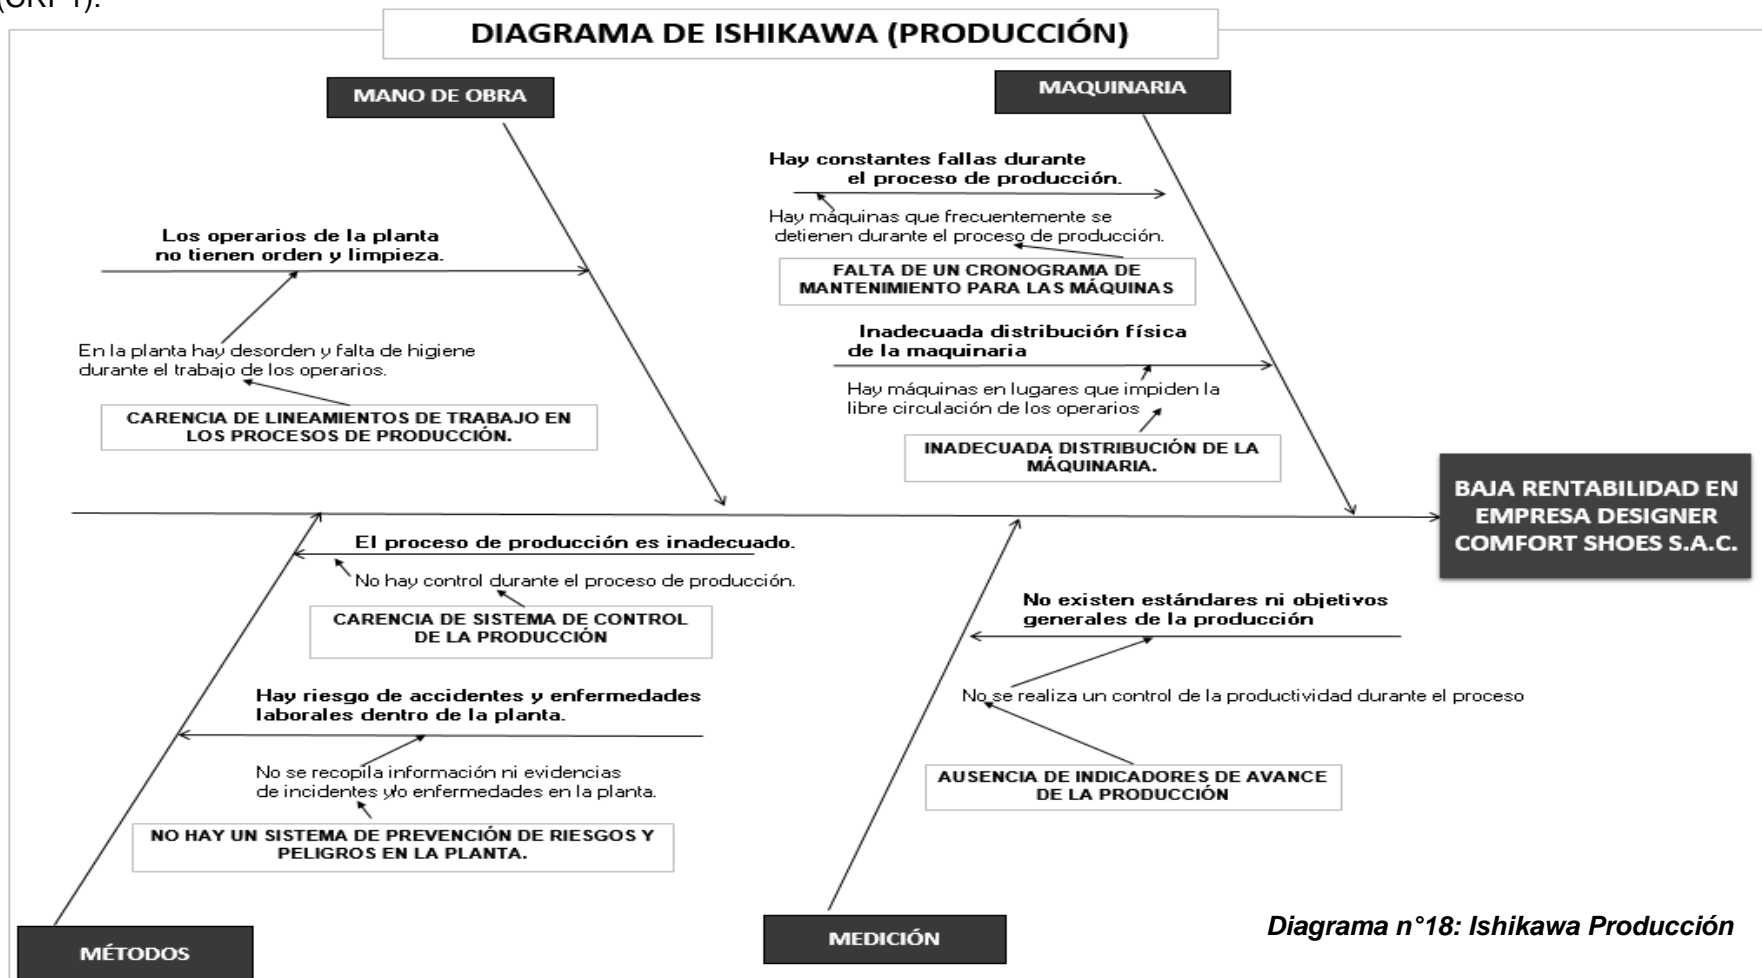 (CRP1).
DIAGRAMA DE ISHIKAWA (PRODUCCIÓN)
MANO DE OBRA
MAQUINARIA
Hay constantes fallas durante
el proceso de producción.
Hay máquinas que frecuentemente se
detienen durante el proceso de producción.
FALTA DE UN CRONOGRAMA DE
MANTENIMIENTO PARA LAS MÁQUINAS
Los operarios de la planta
no tienen orden y limpieza.
En la planta hay desorden y falta de higiene
durante el trabajo de los operarios.
CARENCIA DE LINEAMIENTOS DE TRABAJO EN
LOS PROCESOS DE PRODUCCIÓN.
Inadecuada distribución física
de la maquinaria
Hay máquinas en lugares que impiden la
libre circulación de los operarios
INADECUADA DISTRIBUCIÓN DE LA
MÁQUINARIA.
BAJA RENTABILIDAD EN
EMPRESA DESIGNER
COMFORT SHOES S.A.C.
El proceso de producción es inadecuado.
No hay control durante el proceso de producción.
CARENCIA DE SISTEMA DE CONTROL
DE LA PRODUCCIÓN
Hay riesgo de accidentes y enfermedades
laborales dentro de la planta.
No se recopila información ni evidencias
de incidentes y/o enfermedades en la planta.
NO HAY UN SISTEMA DE PREVENCIÓN DE RIESGOS Y
PELIGROS EN LA PLANTA.
No existen estándares ni objetivos
generales de la producción
No se realiza un control de la productividad durante el proceso
AUSENCIA DE INDICADORES DE AVANCE
DE LA PRODUCCIÓN
MÉTODOS
MEDICIÓN
Diagrama n°18: Ishikawa Producción